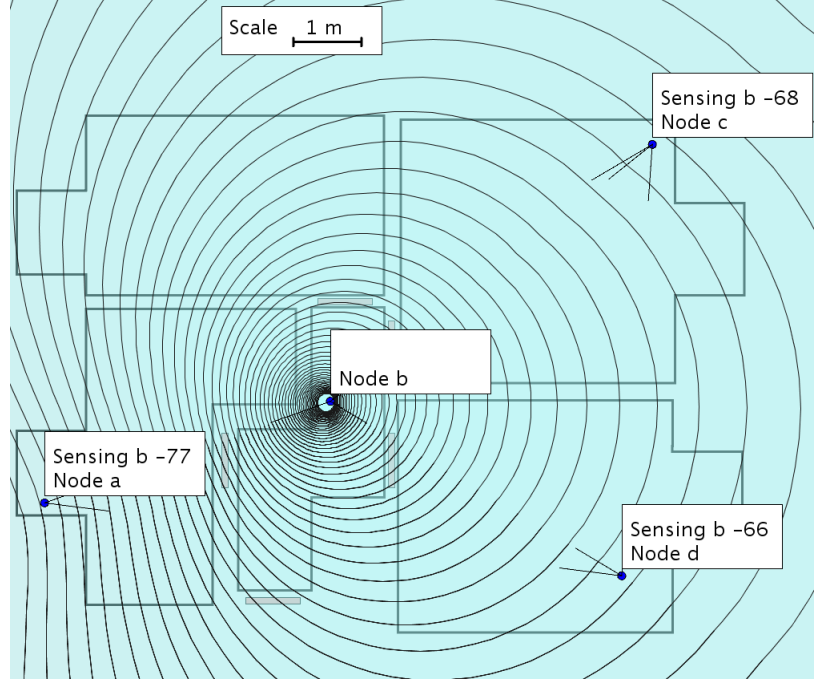 Scale 1 m
Sensing b -68
Node c
Node b
Sensing b -77
Node a
Sensing b -66
Node d